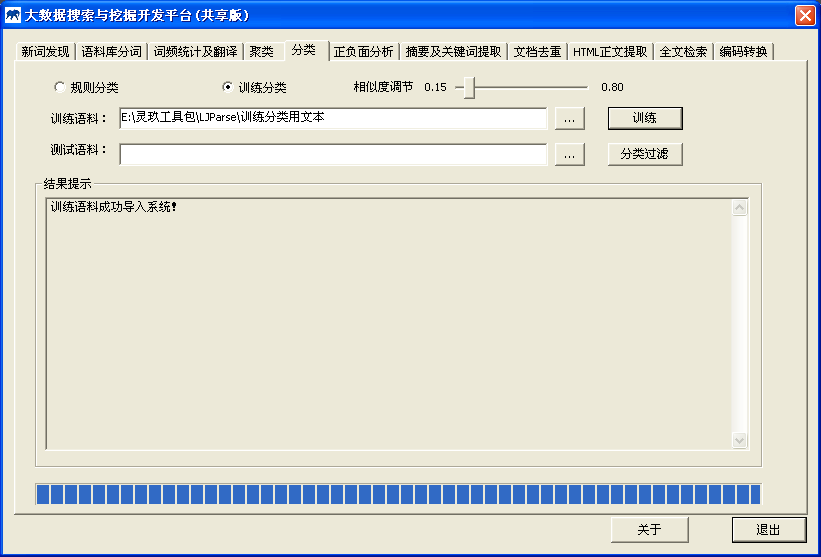 大数据搜索与挖掘开发平台(共享版)
新词发现 语料库分词 词频统计及翻译 聚类 分类 正负面分析 摘要及关键词提取 文档去重 HTML正文提取 全文检索 编码转换
规则分类 训练分类 相似度调节 0.15 0.80
训练语料： E:\灵玖工具包\LJParse\训练分类用文本 ... 训练
测试语料： ... 分类过滤
结果提示
训练语料成功导入系统!
关于 退出